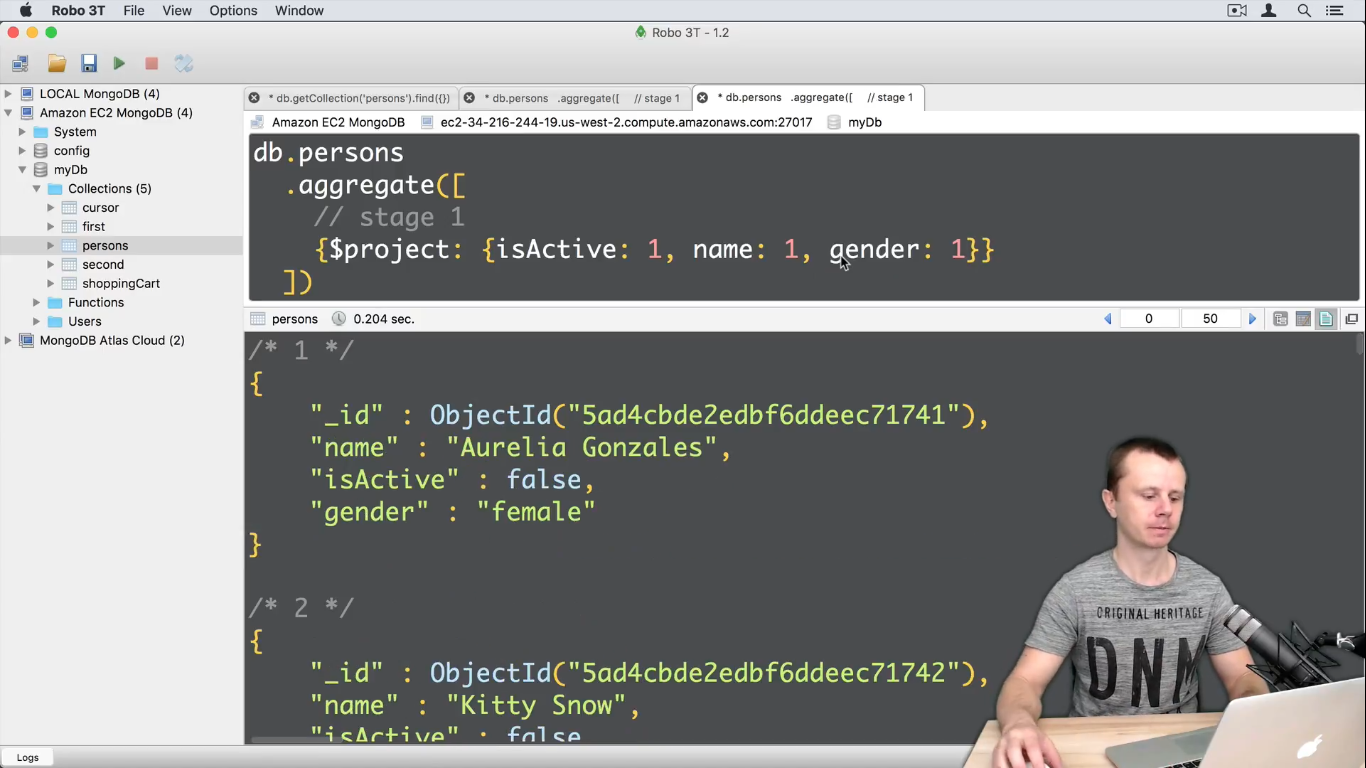 Robo 3T File View Options Window
Robo 3T - 1.2
LOCAL MongoDB (4)
Amazon EC2 MongoDB (4)
System
config
myDb
Collections (5)
cursor
first
persons
second
shoppingCart
Functions
Users
MongoDB Atlas Cloud (2)
* db.getCollection('persons').find({}) * db.persons .aggregate([ // stage 1 * db.persons .aggregate([ // stage 1
Amazon EC2 MongoDB ec2-34-216-244-19.us-west-2.compute.amazonaws.com:27017 myDb
db.persons
.aggregate([
// stage 1
{$project: {isActive: 1, name: 1, gender: 1}}
])
persons 0.204 sec. 0 50
/* 1 */
{
"_id" : ObjectId("5ad4cbde2edbf6ddeec71741"),
"name" : "Aurelia Gonzales",
"isActive" : false,
"gender" : "female"
}
/* 2 */
{
"_id" : ObjectId("5ad4cbde2edbf6ddeec71742"),
"name" : "Kitty Snow",
"isActive" : false
ORIGINAL HERITAGE
DNM
Logs